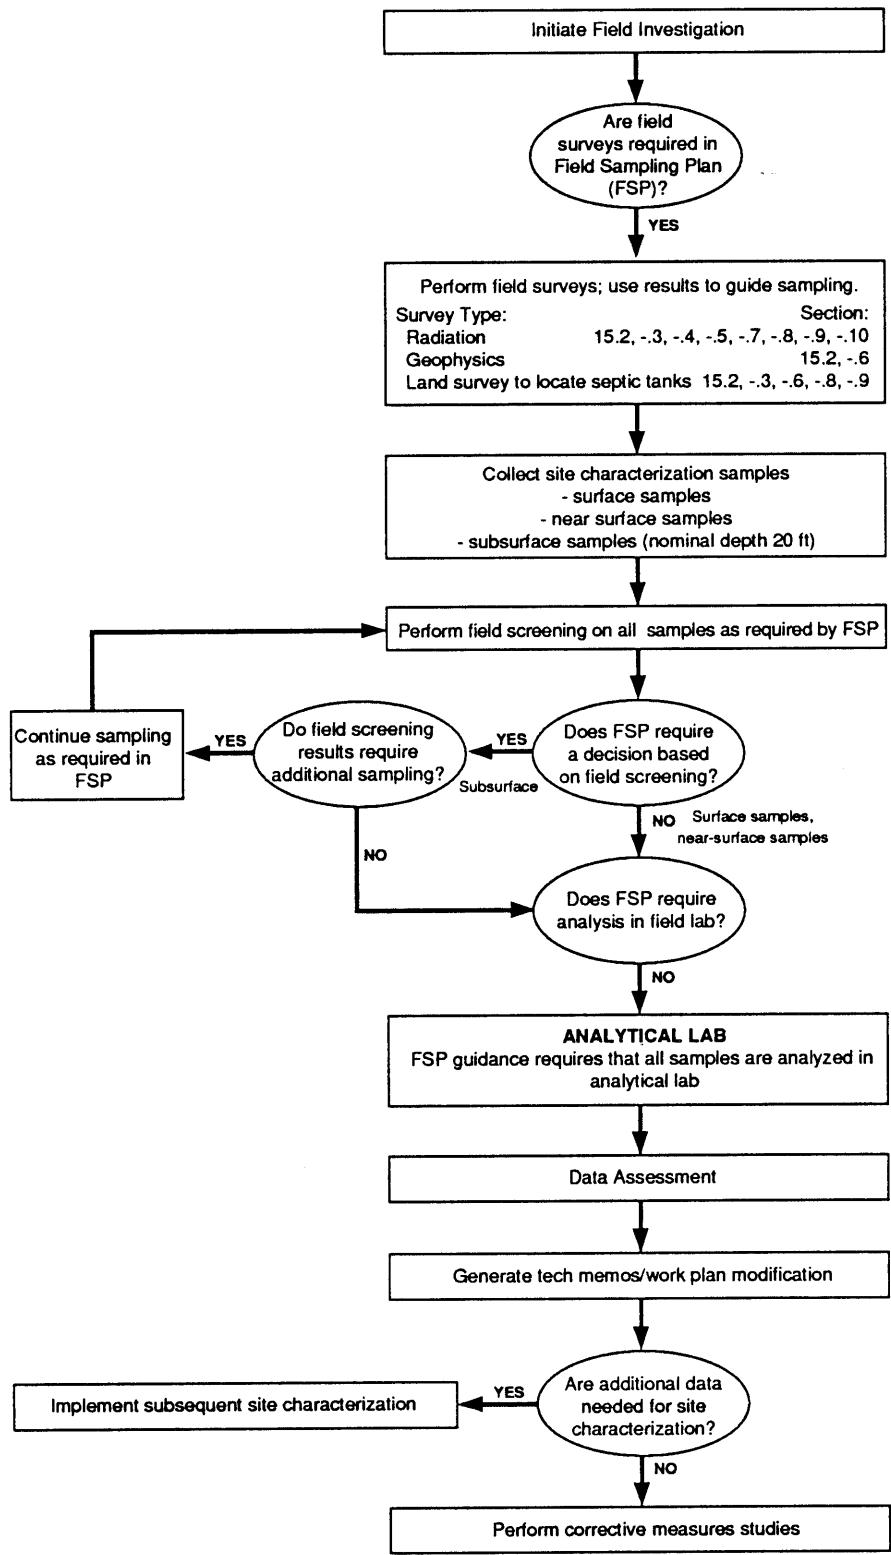 Initiate Field Investigation
Are field
surveys required in
Field Sampling Plan
(FSP)?
YES
Perform field surveys; use results to guide sampling.
Survey Type: Section:
Radiation 15.2, -.3, -.4, -.5, -.7, -.8, -.9, -.10
Geophysics 15.2, -.6
Land survey to locate septic tanks 15.2, -.3, -.6, -.8, -.9
Collect site characterization samples
- surface samples
- near surface samples
- subsurface samples (nominal depth 20 ft)
Perform field screening on all samples as required by FSP
Does FSP require
a decision based
on field screening?
YES
Subsurface
Do field screening
results require
additional sampling?
YES
Continue sampling
as required in
FSP
NO
NO
Surface samples,
near-surface samples
Does FSP require
analysis in field lab?
NO
ANALYTICAL LAB
FSP guidance requires that all samples are analyzed in
analytical lab
Data Assessment
Generate tech memos/work plan modification
Are additional data
needed for site
characterization?
YES
Implement subsequent site characterization
NO
Perform corrective measures studies